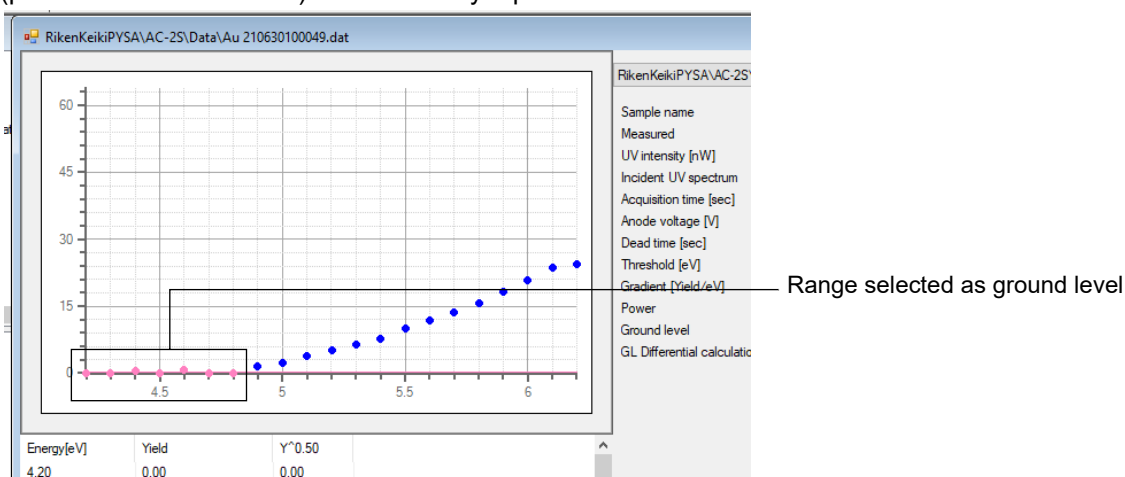 RikenKeikiPYSA\AC-2S\Data\Au 210630100049.dat
RikenKeikiPYSA\AC-2S\
Sample name
Measured
UV intensity [nW]
Incident UV spectrum
Acquisition time [sec]
Anode voltage [V]
Dead time [sec]
Threshold [eV]
Gradient [Yield/eV]
Power
Ground level
GL Differential calculatio
Range selected as ground level
60
45
30
15
0
4.5 5 5.5 6
Energy[eV] Yield Y^0.50
4.20 0.00 0.00